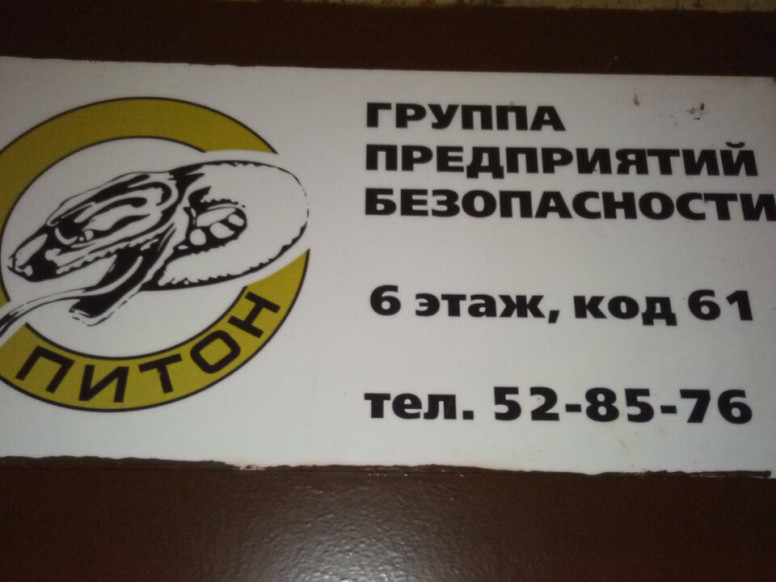 ПИТОН
ГРУППА
ПРЕДПРИЯТИЙ
БЕЗОПАСНОСТИ
6 этаж, код 61
тел. 52-85-76